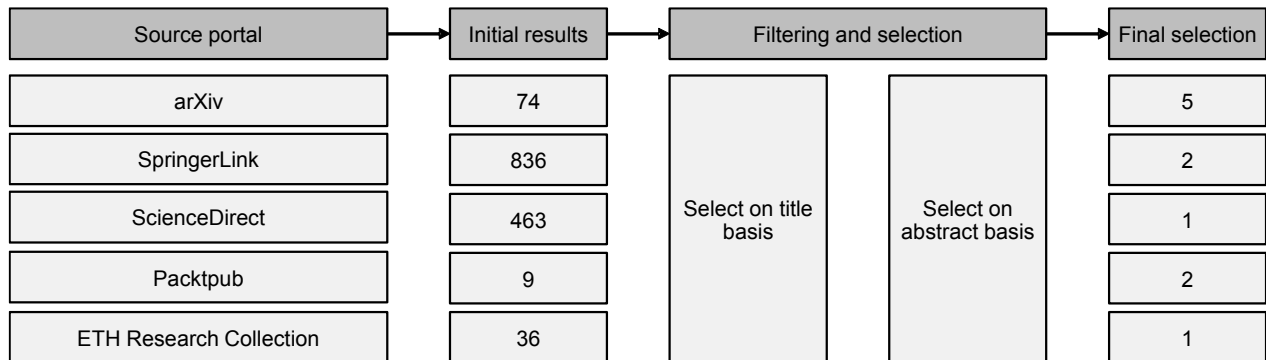 Source portal
Initial results
Filtering and selection
Final selection
arXiv
74
5
SpringerLink
836
2
ScienceDirect
463
Select on title
basis
Select on
abstract basis
1
Packtpub
9
2
ETH Research Collection
36
1